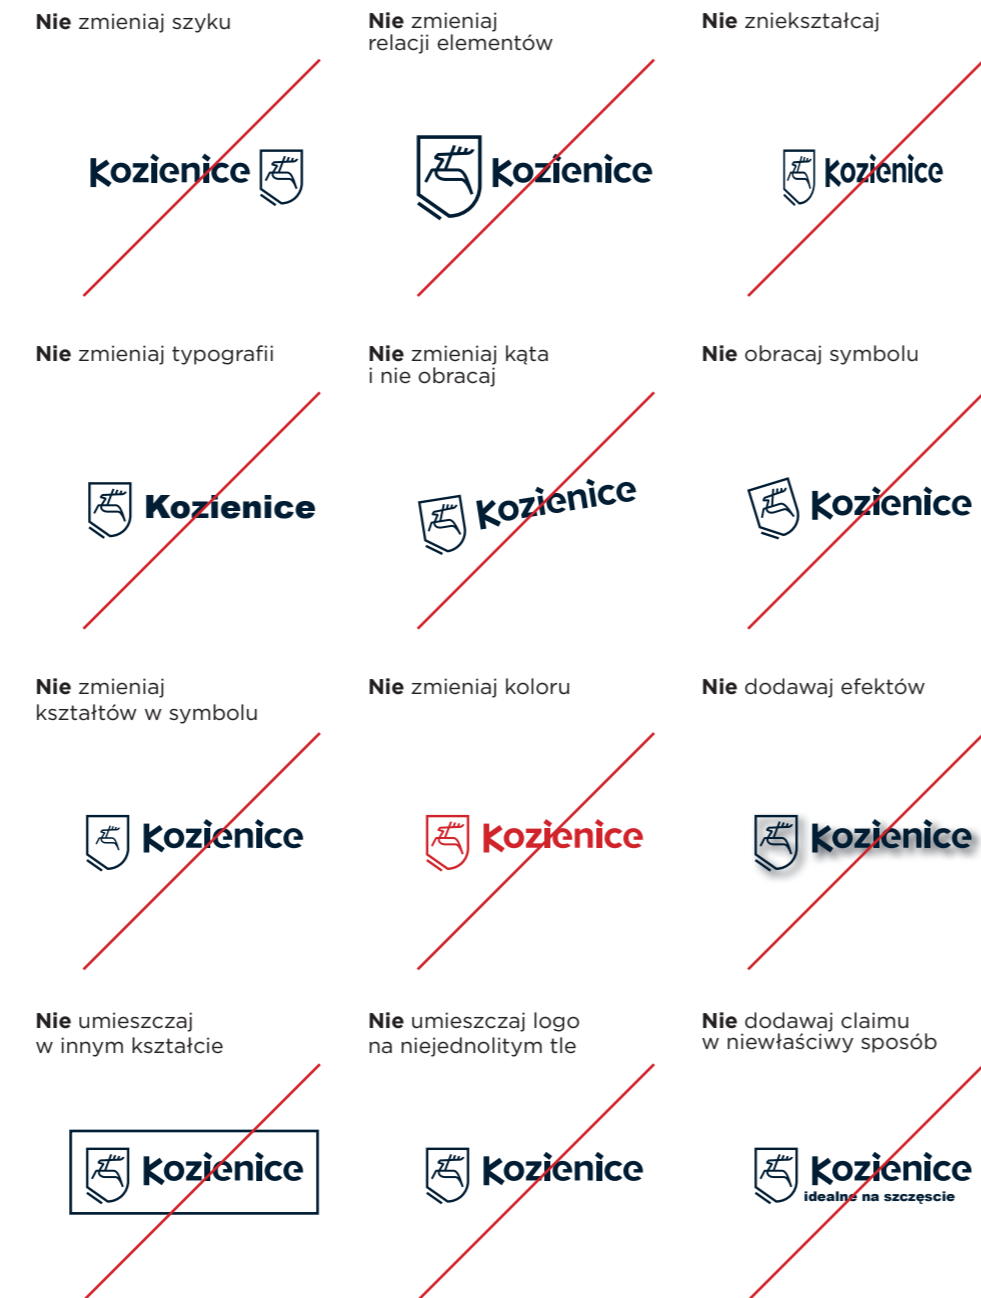 Nie zmieniaj szyku
Nie zmieniaj
relacji elementów
Nie zniekształcaj
Kozienice
Kozienice
Kozienice
Nie zmieniaj typografii
Nie zmieniaj kąta
i nie obracaj
Nie obracaj symbolu
Kozienice
Kozienice
Kozienice
Nie zmieniaj
kształtów w symbolu
Nie zmieniaj koloru
Nie dodawaj efektów
Kozienice
Kozienice
Kozienice
Nie umieszczaj
w innym kształcie
Nie umieszczaj logo
na niejednolitym tle
Nie dodawaj claimu
w niewłaściwy sposób
Kozienice
Kozienice
Kozienice
idealne na szczęscie